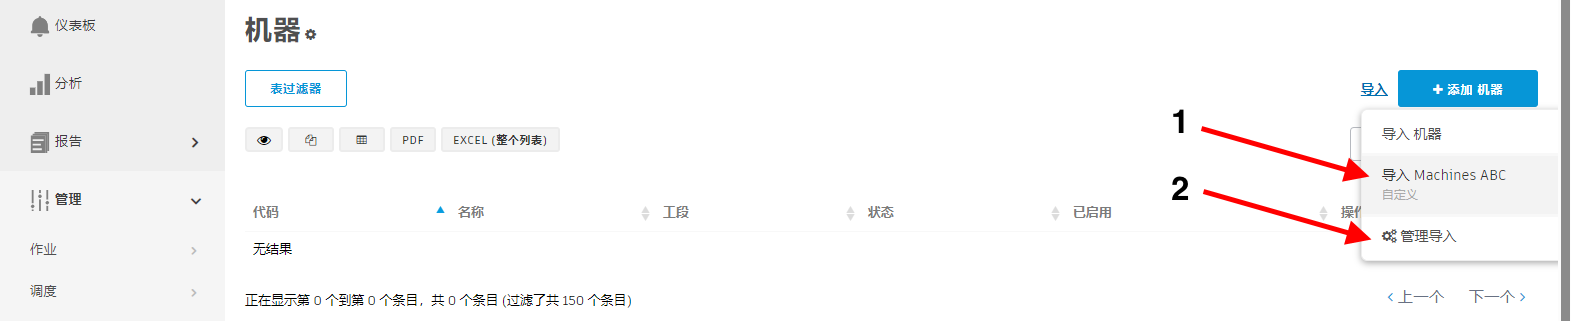 仪表板
分析
报告
管理
作业
调度
机器
表过滤器
导入
添加 机器
PDF
EXCEL (整个列表)
1
导入 机器
导入 Machines ABC
自定义
2
管理导入
代码 名称 工段 状态 已启用
无结果
正在显示第 0 个到第 0 个条目，共 0 个条目 (过滤了共 150 个条目)
上一个 下一个